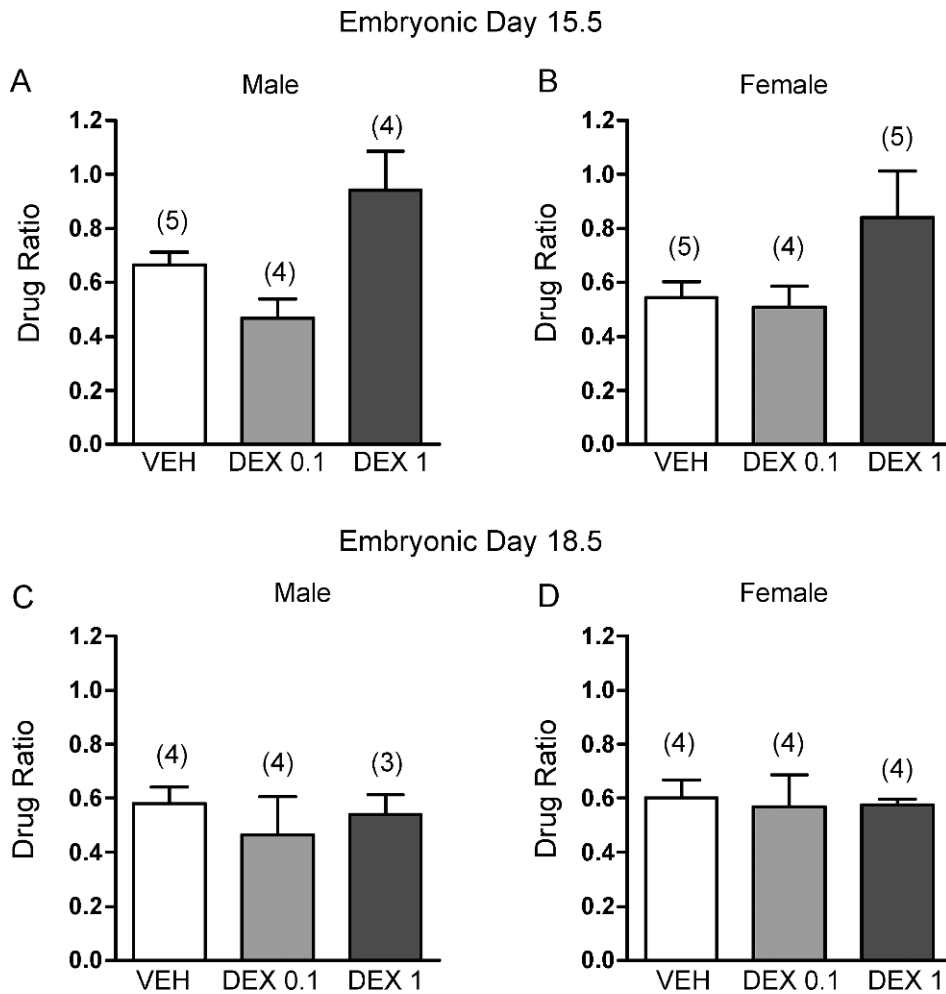 Embryonic Day 15.5
A
Male
Drug Ratio
1.2
1.0
0.8
0.6
0.4
0.2
0.0
(5)
(4)
(4)
VEH DEX 0.1 DEX 1
B
Female
Drug Ratio
1.2
1.0
0.8
0.6
0.4
0.2
0.0
(5)
(4)
(5)
VEH DEX 0.1 DEX 1
Embryonic Day 18.5
C
Male
Drug Ratio
1.2
1.0
0.8
0.6
0.4
0.2
0.0
(4)
(4)
(3)
VEH DEX 0.1 DEX 1
D
Female
Drug Ratio
1.2
1.0
0.8
0.6
0.4
0.2
0.0
(4)
(4)
(4)
VEH DEX 0.1 DEX 1